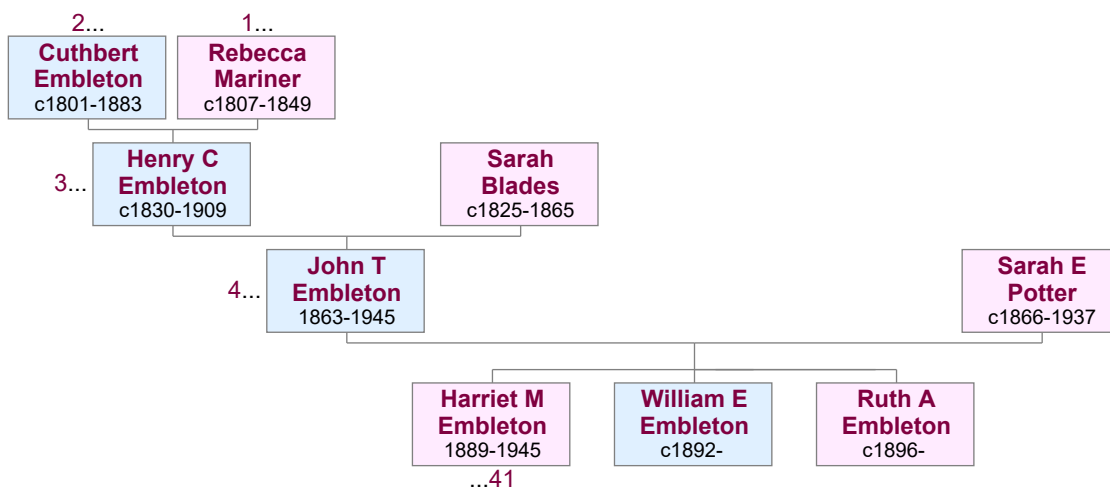 2...
1...
Cuthbert
Embleton
c1801-1883
Rebecca
Mariner
c1807-1849
3...
Henry C
Embleton
c1830-1909
Sarah
Blades
c1825-1865
4...
John T
Embleton
1863-1945
Sarah E
Potter
c1866-1937
Harriet M
Embleton
1889-1945
William E
Embleton
c1892-
Ruth A
Embleton
c1896-
...41